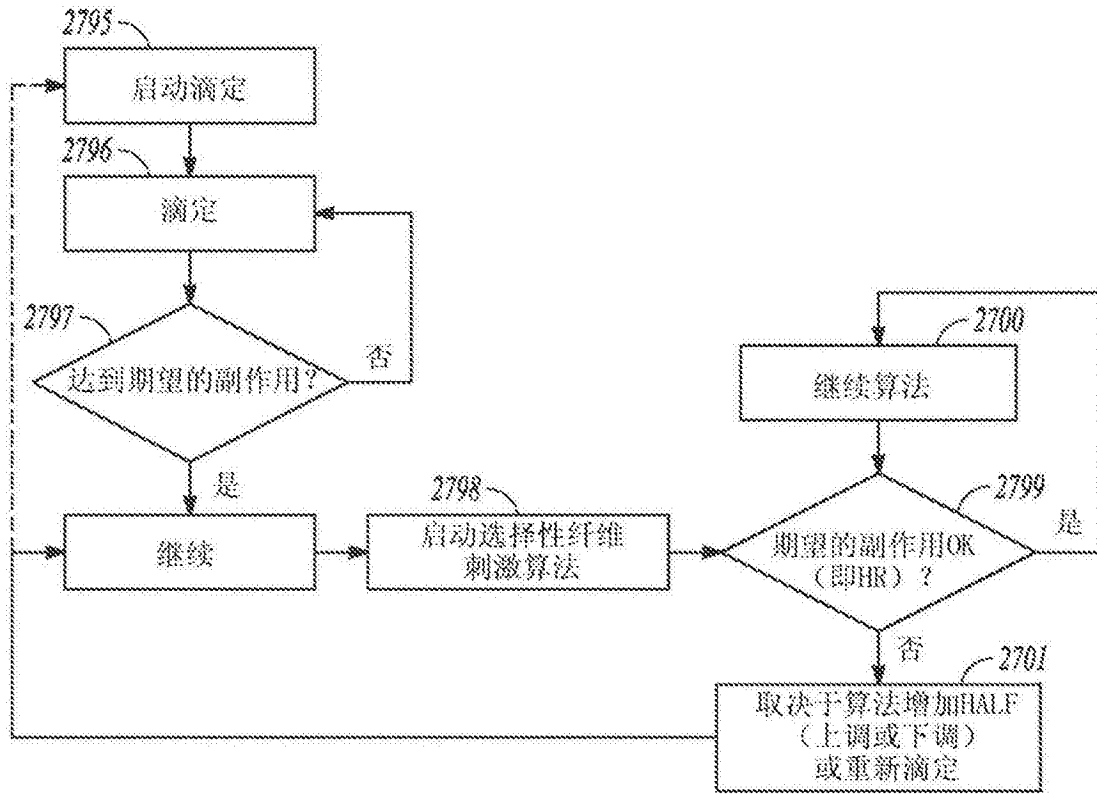 2795
启动滴定
2796
滴定
2797
达到期望的副作用?
否
是
继续
2798
启动选择性纤维
刺激算法
2700
继续算法
2799
期望的副作用OK
（即HR）?
是
否
2701
取决于算法增加HALF
（上调或下调）
或重新滴定